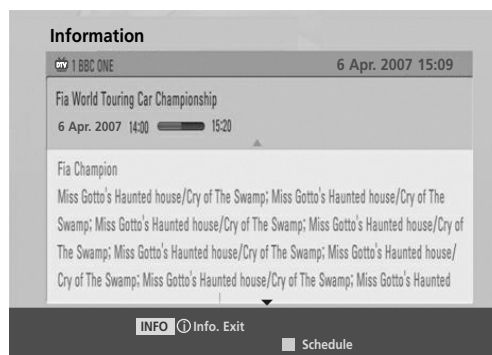 Information
DTV 1 BBC ONE 6 Apr. 2007 15:09
Fia World Touring Car Championship
6 Apr. 2007 14:00 15:20
Fia Champion
Miss Gotto's Haunted house/Cry of The Swamp; Miss Gotto's Haunted house/Cry of The
Swamp; Miss Gotto's Haunted house/Cry of The Swamp; Miss Gotto's Haunted house/Cry of
The Swamp; Miss Gotto's Haunted house/Cry of The Swamp; Miss Gotto's Haunted house/
Cry of The Swamp; Miss Gotto's Haunted house/Cry of The Swamp; Miss Gotto's Haunted
INFO i Info. Exit
Schedule